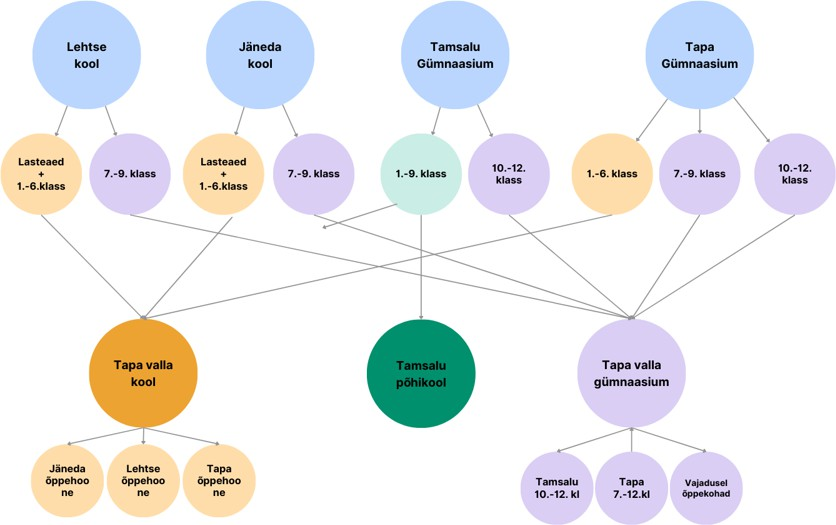 Lehtse
kool
Jäneda
kool
Tamsalu
Gümnaasium
Tapa
Gümnaasium
Lasteaed
+
1.-6.klass
7.-9. klass
Lasteaed
+
1.-6.klass
7.-9. klass
1.-9. klass
10.-12.
klass
1.-6. klass
7.-9. klass
10.-12.
klass
Tapa valla
kool
Tamsalu
põhikool
Tapa valla
gümnaasium
Jäneda
õppehoo
ne
Lehtse
õppehoo
ne
Tapa
õppehoo
ne
Tamsalu
10.-12. kl
Tapa
7.-12.kl
Vajadusel
õppekohad